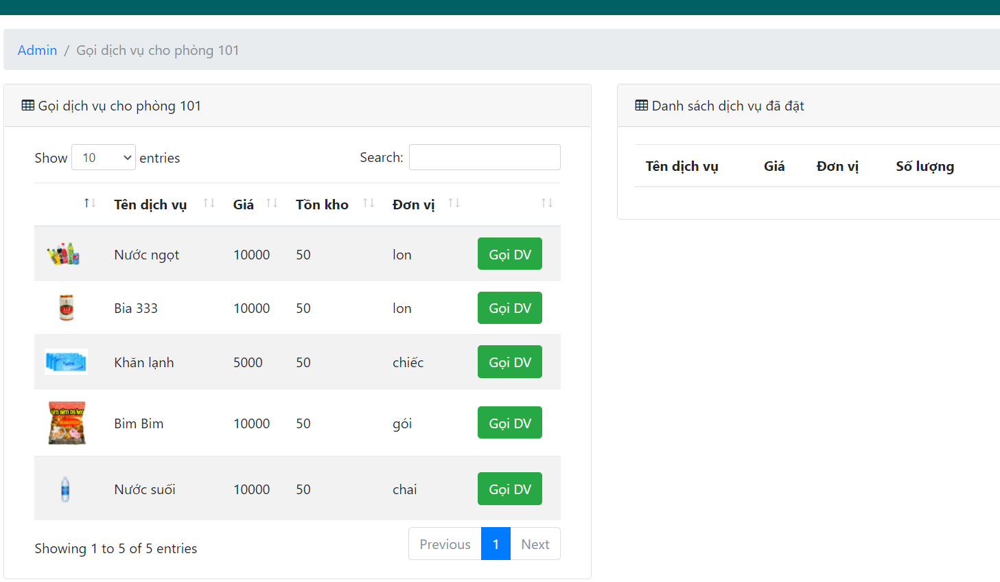 Admin / Gọi dịch vụ cho phòng 101
Gọi dịch vụ cho phòng 101
Show 10 entries
Search:
Tên dịch vụ Giá Tồn kho Đơn vị
Nước ngọt 10000 50 lon Gọi DV
Bia 333 10000 50 lon Gọi DV
Khăn lạnh 5000 50 chiếc Gọi DV
Bim Bim 10000 50 gói Gọi DV
Nước suối 10000 50 chai Gọi DV
Showing 1 to 5 of 5 entries
Previous 1 Next
Danh sách dịch vụ đã đặt
Tên dịch vụ Giá Đơn vị Số lượng